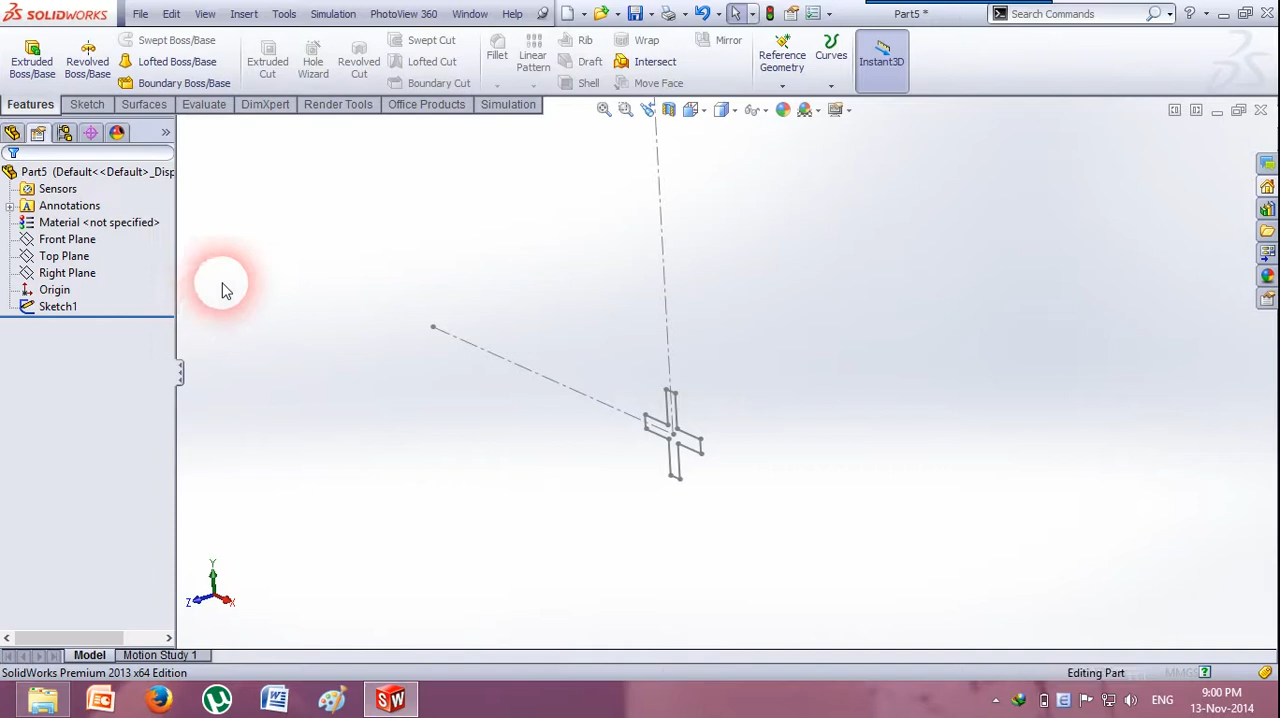 SOLIDWORKS File Edit View Insert Tools Simulation PhotoView 360 Window Help Part5 * Search Commands
Extruded Boss/Base
Revolved Boss/Base
Swept Boss/Base
Lofted Boss/Base
Boundary Boss/Base
Extruded Cut
Hole Wizard
Revolved Cut
Swept Cut
Lofted Cut
Boundary Cut
Fillet
Linear Pattern
Rib
Draft
Shell
Wrap
Intersect
Move Face
Mirror
Reference Geometry
Curves
Instant3D
Features Sketch Surfaces Evaluate DimXpert Render Tools Office Products Simulation
Part5 (Default<<Default>_Disp
Sensors
Annotations
Material <not specified>
Front Plane
Top Plane
Right Plane
Origin
Sketch1
Y
Z X
Model Motion Study 1
SolidWorks Premium 2013 x64 Edition Editing Part MMGS
ENG
9:00 PM
13-Nov-2014